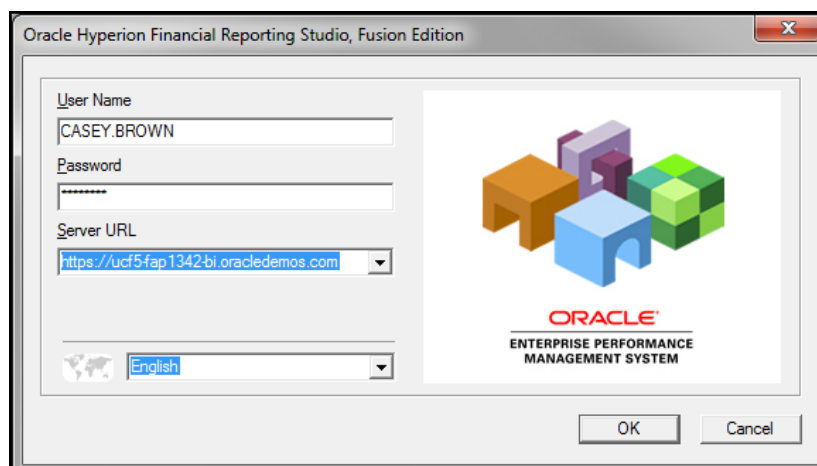 Oracle Hyperion Financial Reporting Studio, Fusion Edition
User Name
CASEY.BROWN
Password
********
Server URL
https://ucf5-fap1342-bi.oracledemos.com
English
ORACLE
ENTERPRISE PERFORMANCE
MANAGEMENT SYSTEM
OK
Cancel